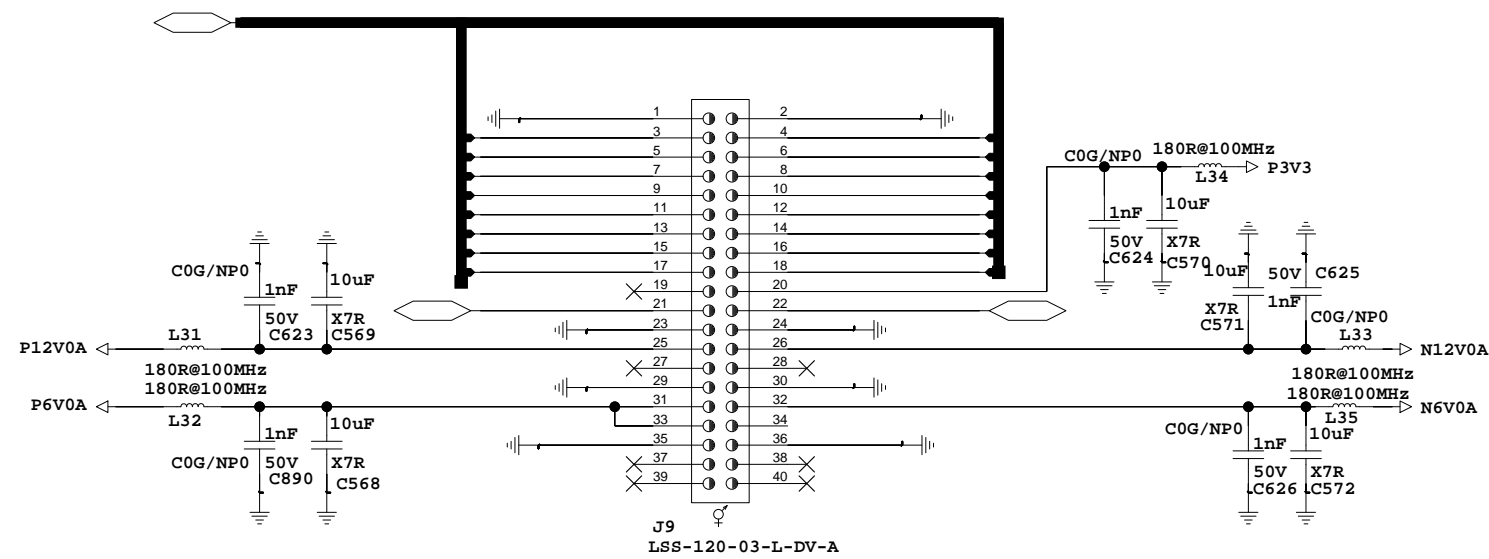 1 2
3 4
5 6
7 8
9 10
11 12
13 14
15 16
17 18
19 20
21 22
23 24
25 26
27 28
29 30
31 32
33 34
35 36
37 38
39 40
C0G/NP0 180R@100MHz
L34 P3V3
1nF 10uF
50V X7R
C624 C570
C0G/NP0 10uF
1nF
50V X7R
C623 C569
L31
P12V0A
180R@100MHz
180R@100MHz
P6V0A
L32
1nF 10uF
C0G/NP0 50V X7R
C890 C568
10uF 50V C625
X7R 1nF
C571 C0G/NP0
L33
N12V0A
180R@100MHz
180R@100MHz
N6V0A
L35
C0G/NP0 10uF
1nF
50V X7R
C626 C572
J9
LSS-120-03-L-DV-A